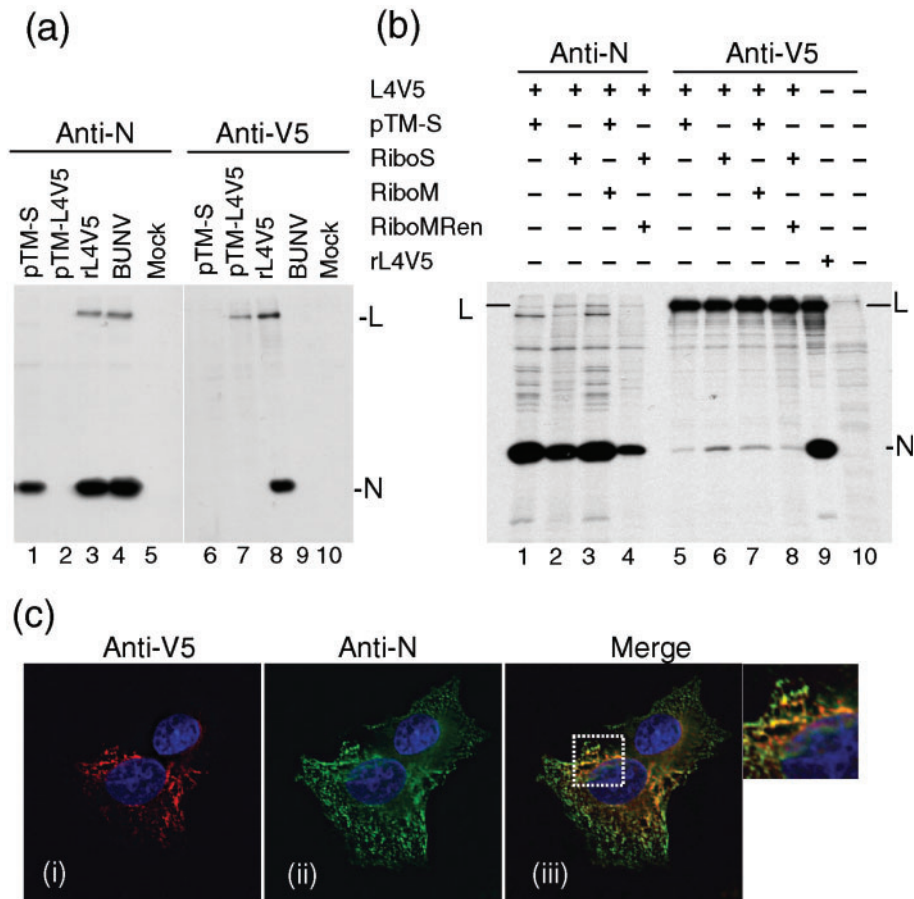 (a)
Anti-N Anti-V5
pTM-S pTM-L4V5 rL4V5 BUNV Mock pTM-S pTM-L4V5 rL4V5 BUNV Mock
-L
-N
1 2 3 4 5 6 7 8 9 10
(b)
Anti-N Anti-V5
L4V5 + + + + + + + + – –
pTM-S + – + – + – + – – –
RiboS – + – + – + – + – –
RiboM – – + – – – + – – –
RiboMRen – – – + – – – + – –
rL4V5 – – – – – – – – + –
L – – L
-N
1 2 3 4 5 6 7 8 9 10
(c)
Anti-V5 Anti-N Merge
(i) (ii) (iii)